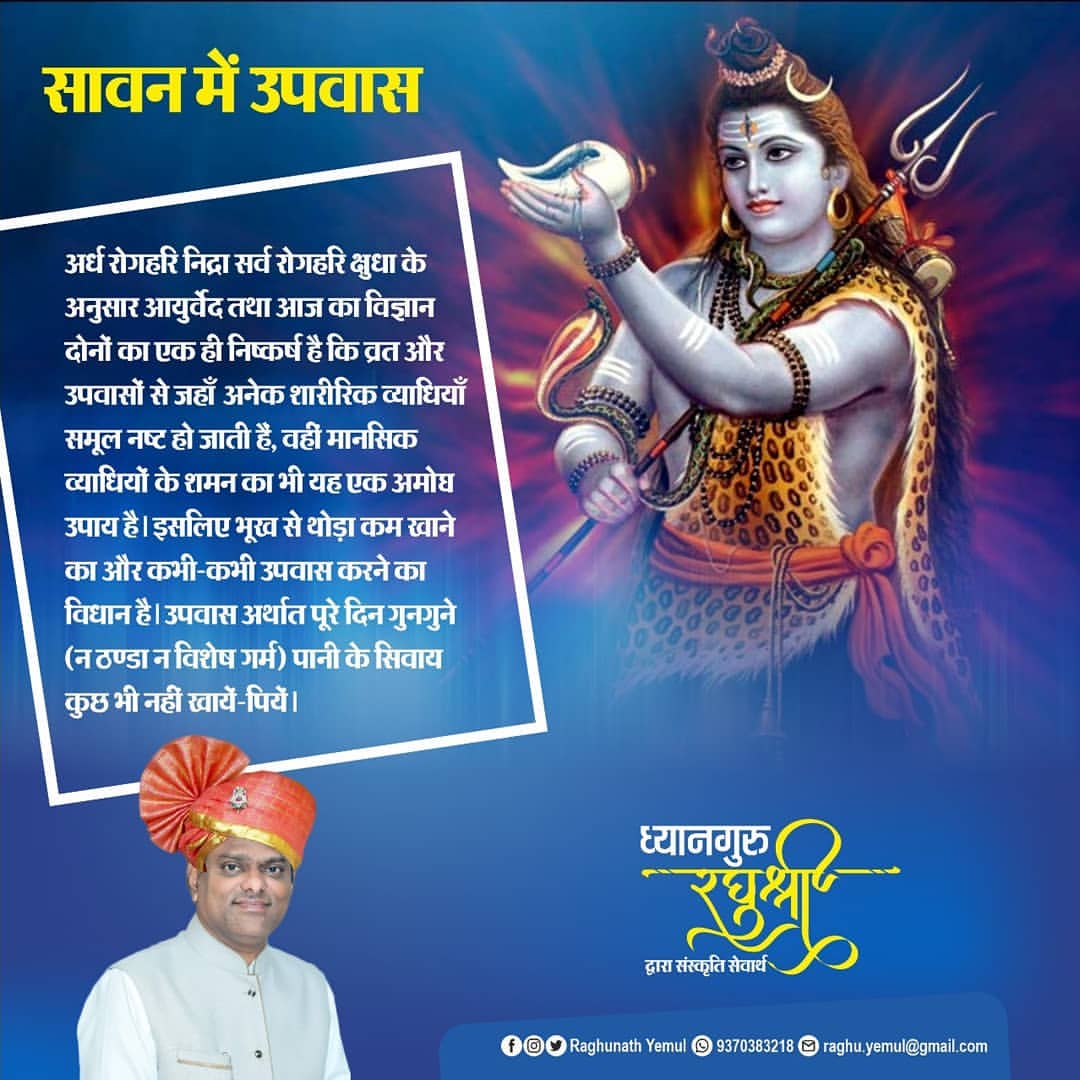 सावन में उपवास
अर्ध रोगहरि निद्रा सर्व रोगहरि क्षुधा के
अनुसार आयुर्वेद तथा आज का विज्ञान
दोनों का एक ही निष्कर्ष है कि व्रत और
उपवासों से जहाँ अनेक शारीरिक व्याधियाँ
समूल नष्ट हो जाती हैं, वहीं मानसिक
व्याधियों के शमन का भी यह एक अमोघ
उपाय है। इसलिए भूख से थोड़ा कम खाने
का और कभी-कभी उपवास करने का
विधान है। उपवास अर्थात पूरे दिन गुनगुने
(न ठण्डा न विशेष गर्म) पानी के सिवाय
कुछ भी नहीं खायें-पियें।
ध्यानगुरु
रघुश्री
द्वारा संस्कृति सेवार्थ
Raghunath Yemul 9370383218 raghu.yemul@gmail.com